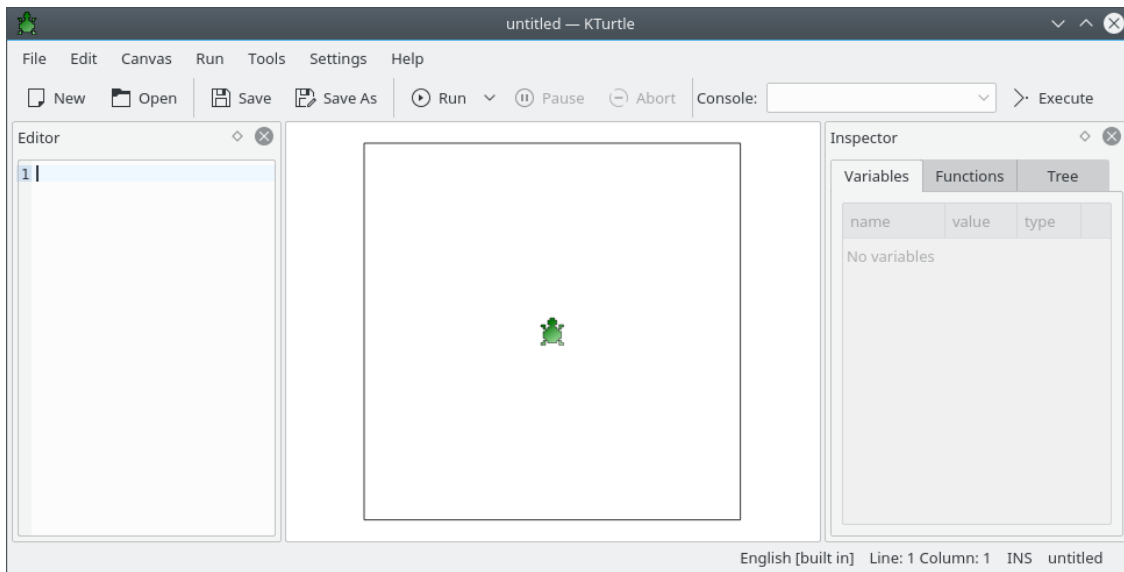 untitled — KTurtle
File Edit Canvas Run Tools Settings Help
New Open Save Save As Run Pause Abort Console: Execute
Editor
1
Inspector
Variables Functions Tree
name value type
No variables
English [built in] Line: 1 Column: 1 INS untitled